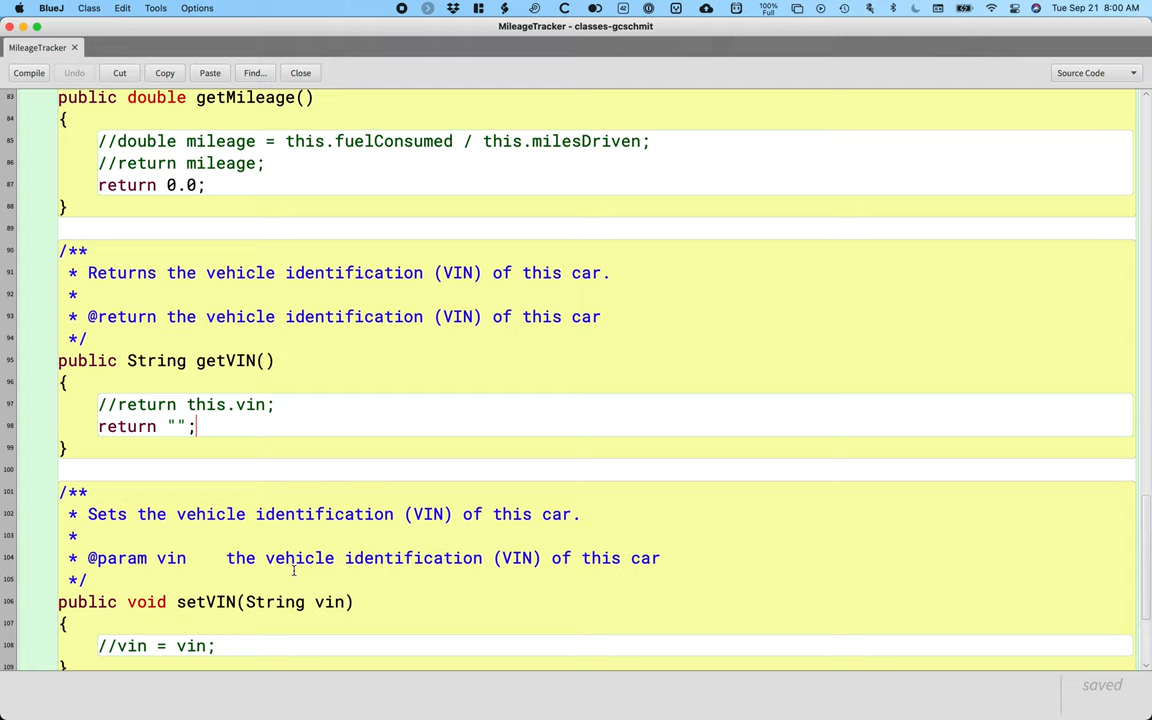 BlueJ Class Edit Tools Options 100% Full Tue Sep 21 8:00 AM
MileageTracker - classes-gcschmit
MileageTracker ✕
Compile Undo Cut Copy Paste Find... Close Source Code
83 public double getMileage()
84 {
85 //double mileage = this.fuelConsumed / this.milesDriven;
86 //return mileage;
87 return 0.0;
88 }
89
90 /**
91 * Returns the vehicle identification (VIN) of this car.
92 *
93 * @return the vehicle identification (VIN) of this car
94 */
95 public String getVIN()
96 {
97 //return this.vin;
98 return "";
99 }
100
101 /**
102 * Sets the vehicle identification (VIN) of this car.
103 *
104 * @param vin the vehicle identification (VIN) of this car
105 */
106 public void setVIN(String vin)
107 {
108 //vin = vin;
109 }
saved